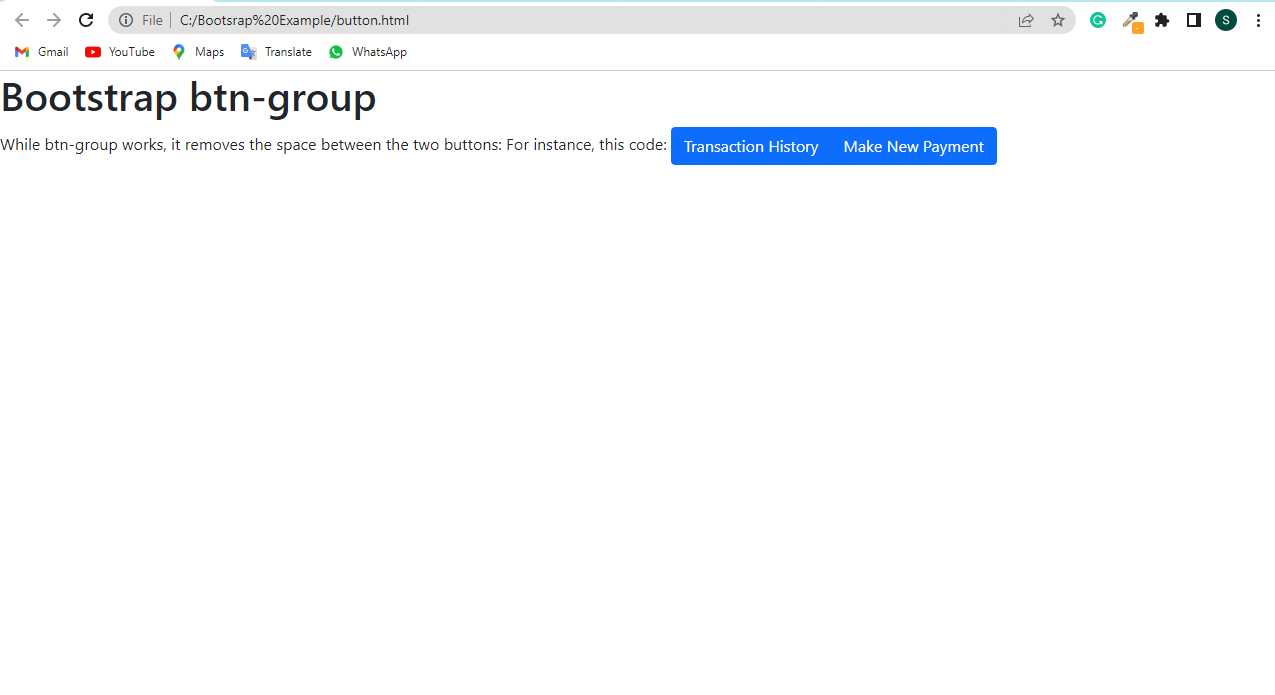 File C:/Bootsrap%20Example/button.html S
Gmail YouTube Maps Translate WhatsApp
Bootstrap btn-group
While btn-group works, it removes the space between the two buttons: For instance, this code: Transaction History Make New Payment